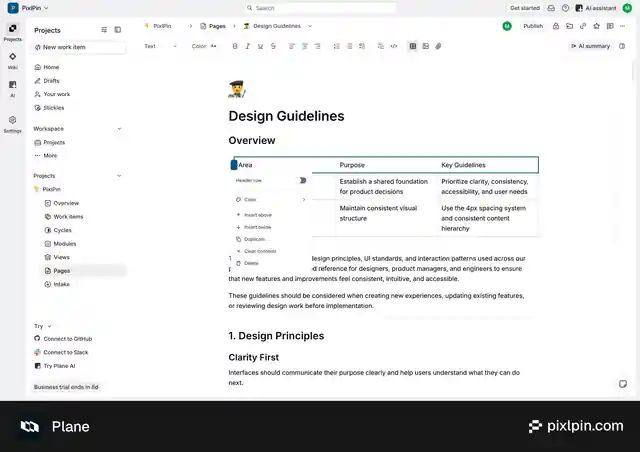 PixlPin
Search
Get started
AI assistant
M
Projects
Wiki
AI
Settings
Projects
New work item
Home
Drafts
Your work
Stickies
Workspace
Projects
More
Projects
PixlPin
Overview
Work items
Cycles
Modules
Views
Pages
Intake
Try
Connect to GitHub
Connect to Slack
Try Plane AI
Business trial ends in 8d
PixlPin > Pages > Design Guidelines
M
Publish
Text
Color
AI summary
Design Guidelines
Overview
Area Purpose Key Guidelines
Establish a shared foundation for product decisions
Prioritize clarity, consistency, accessibility, and user needs
Maintain consistent visual structure
Use the 4px spacing system and consistent content hierarchy
Header row
Color
Insert above
Insert below
Duplicate
Clear contents
Delete
design principles, UI standards, and interaction patterns used across our
d reference for designers, product managers, and engineers to ensure
that new features and improvements feel consistent, intuitive, and accessible.
These guidelines should be considered when creating new experiences, updating existing features,
or reviewing design work before implementation.
1. Design Principles
Clarity First
Interfaces should communicate their purpose clearly and help users understand what they can do
next.
Plane
pixlpin.com